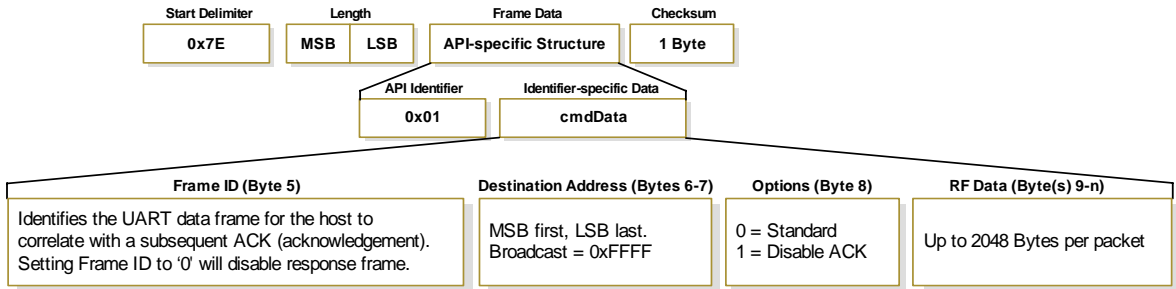 Start Delimiter
Length
Frame Data
Checksum
0x7E
MSB
LSB
API-specific Structure
1 Byte
API Identifier
Identifier-specific Data
0x01
cmdData
Frame ID (Byte 5)
Destination Address (Bytes 6-7)
Options (Byte 8)
RF Data (Byte(s) 9-n)
Identifies the UART data frame for the host to
correlate with a subsequent ACK (acknowledgement).
Setting Frame ID to ‘0' will disable response frame.
MSB first, LSB last.
Broadcast = 0xFFFF
0 = Standard
1 = Disable ACK
Up to 2048 Bytes per packet